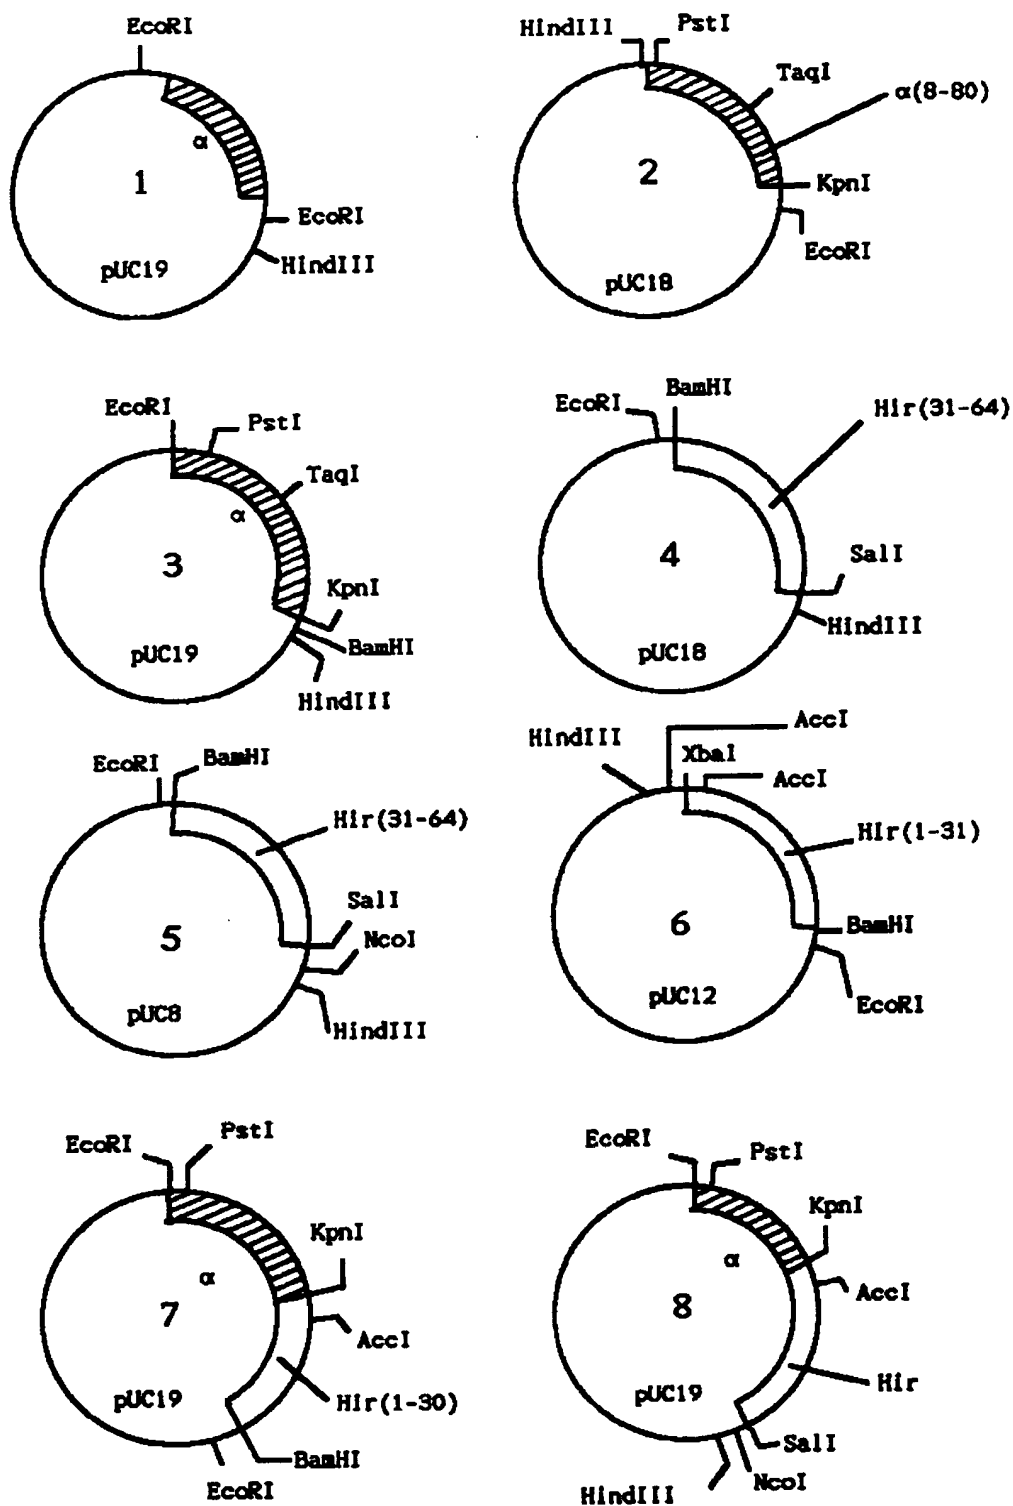 EcoRI
α
1
EcoRI
HindIII
pUC19
HindIII
PstI
TaqI
α(8-80)
2
KpnI
EcoRI
pUC18
EcoRI
PstI
TaqI
α
3
KpnI
BamHI
pUC19
HindIII
BamHI
EcoRI
Hir(31-64)
4
SalI
HindIII
pUC18
EcoRI
BamHI
Hir(31-64)
SalI
5
NcoI
pUC8
HindIII
AccI
HindIII
XbaI
AccI
Hir(1-31)
6
BamHI
pUC12
EcoRI
EcoRI
PstI
KpnI
α
7
AccI
pUC19
Hir(1-30)
BamHI
EcoRI
EcoRI
PstI
KpnI
α
8
AccI
Hir
pUC19
SalI
NcoI
HindIII